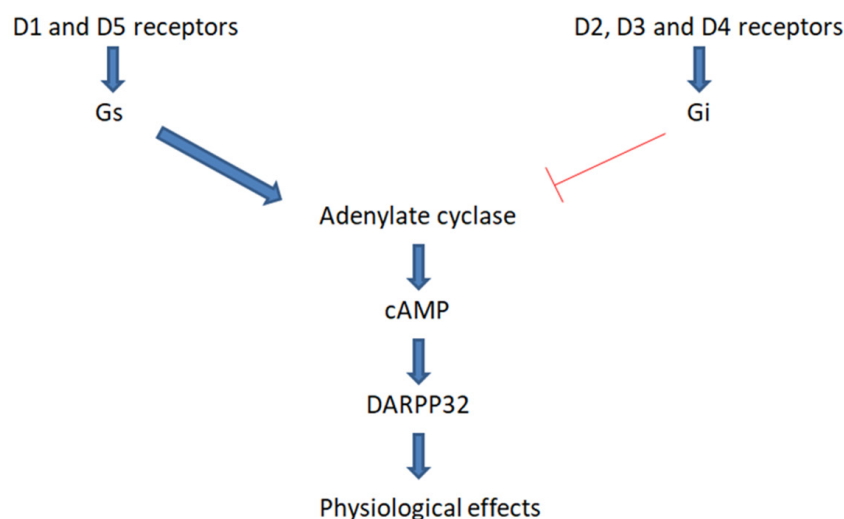 D1 and D5 receptors
D2, D3 and D4 receptors
Gs
Gi
Adenylate cyclase
cAMP
DARPP32
Physiological effects